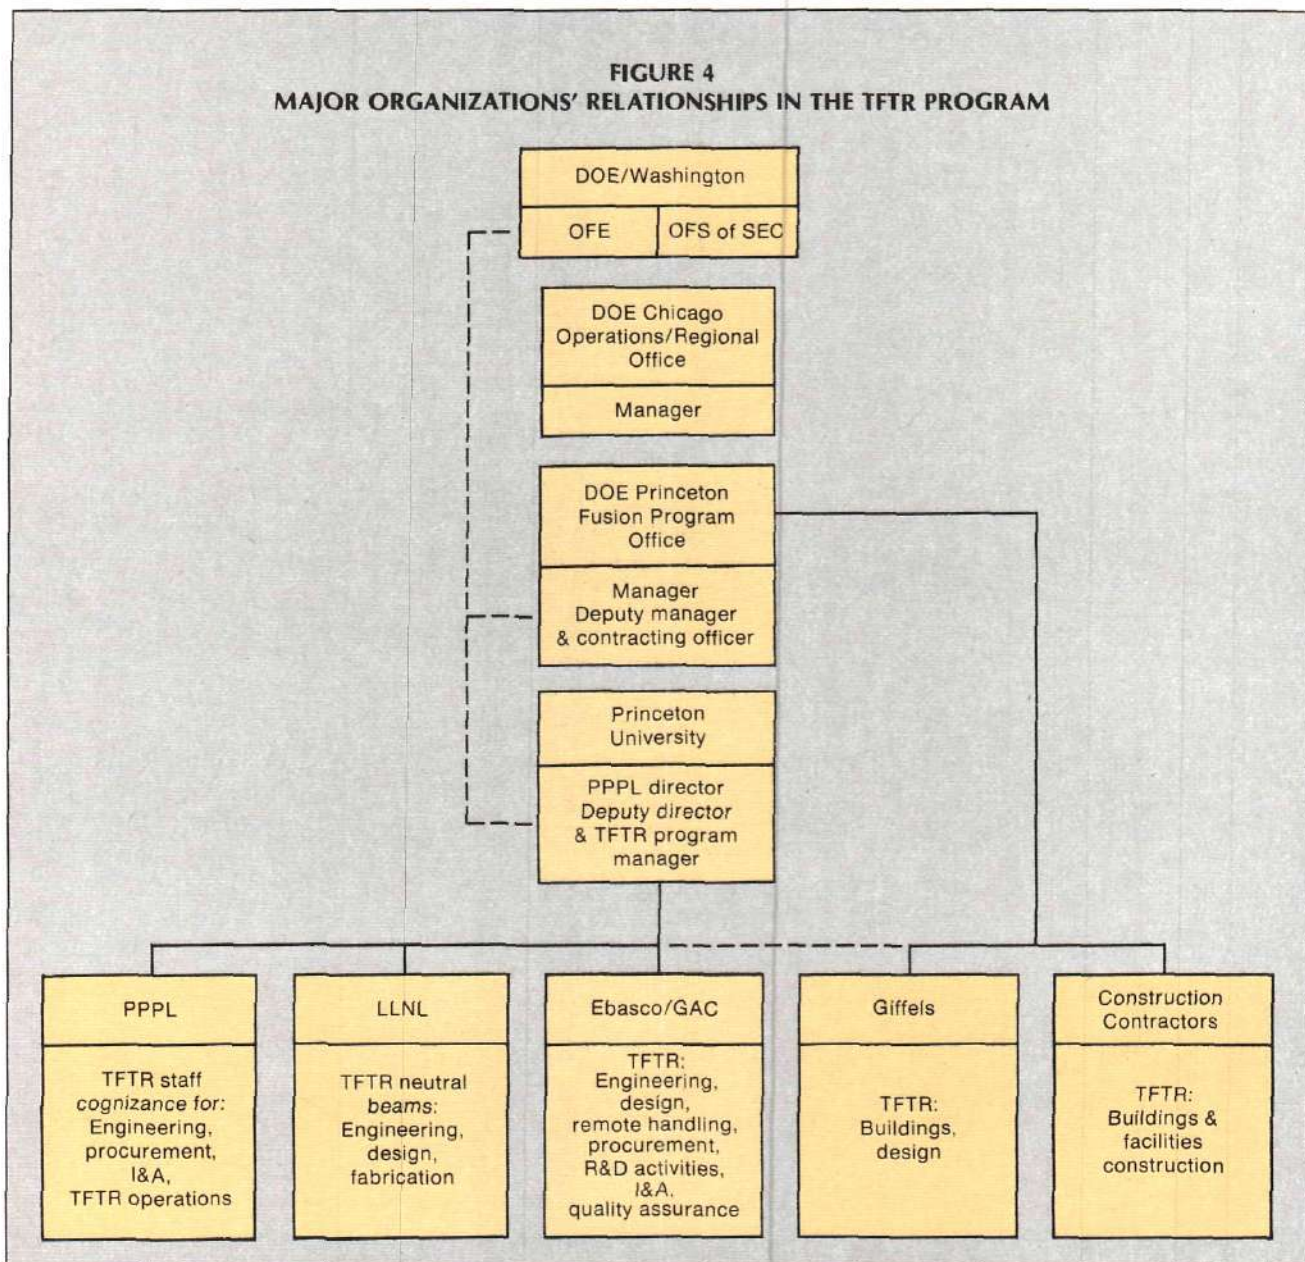 FIGURE 4
MAJOR ORGANIZATIONS' RELATIONSHIPS IN THE TFTR PROGRAM
DOE/Washington
OFE
OFS of SEC
DOE Chicago
Operations/Regional
Office
Manager
DOE Princeton
Fusion Program
Office
Manager
Deputy manager
& contracting officer
Princeton
University
PPPL director
Deputy director
& TFTR program
manager
PPPL
TFTR staff
cognizance for:
Engineering,
procurement,
I&A,
TFTR operations
LLNL
TFTR neutral
beams:
Engineering,
design,
fabrication
Ebasco/GAC
TFTR:
Engineering,
design,
remote handling,
procurement,
R&D activities,
I&A,
quality assurance
Giffels
TFTR:
Buildings,
design
Construction
Contractors
TFTR:
Buildings &
facilities
construction